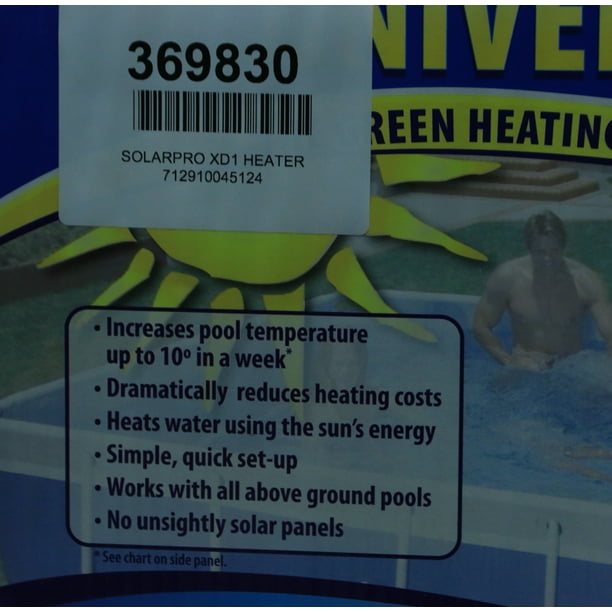 369830
SOLARPRO XD1 HEATER
712910045124
NIVE
REEN HEATING
• Increases pool temperature
up to 10º in a week*
• Dramatically reduces heating costs
• Heats water using the sun's energy
• Simple, quick set-up
• Works with all above ground pools
• No unsightly solar panels
* See chart on side panel.